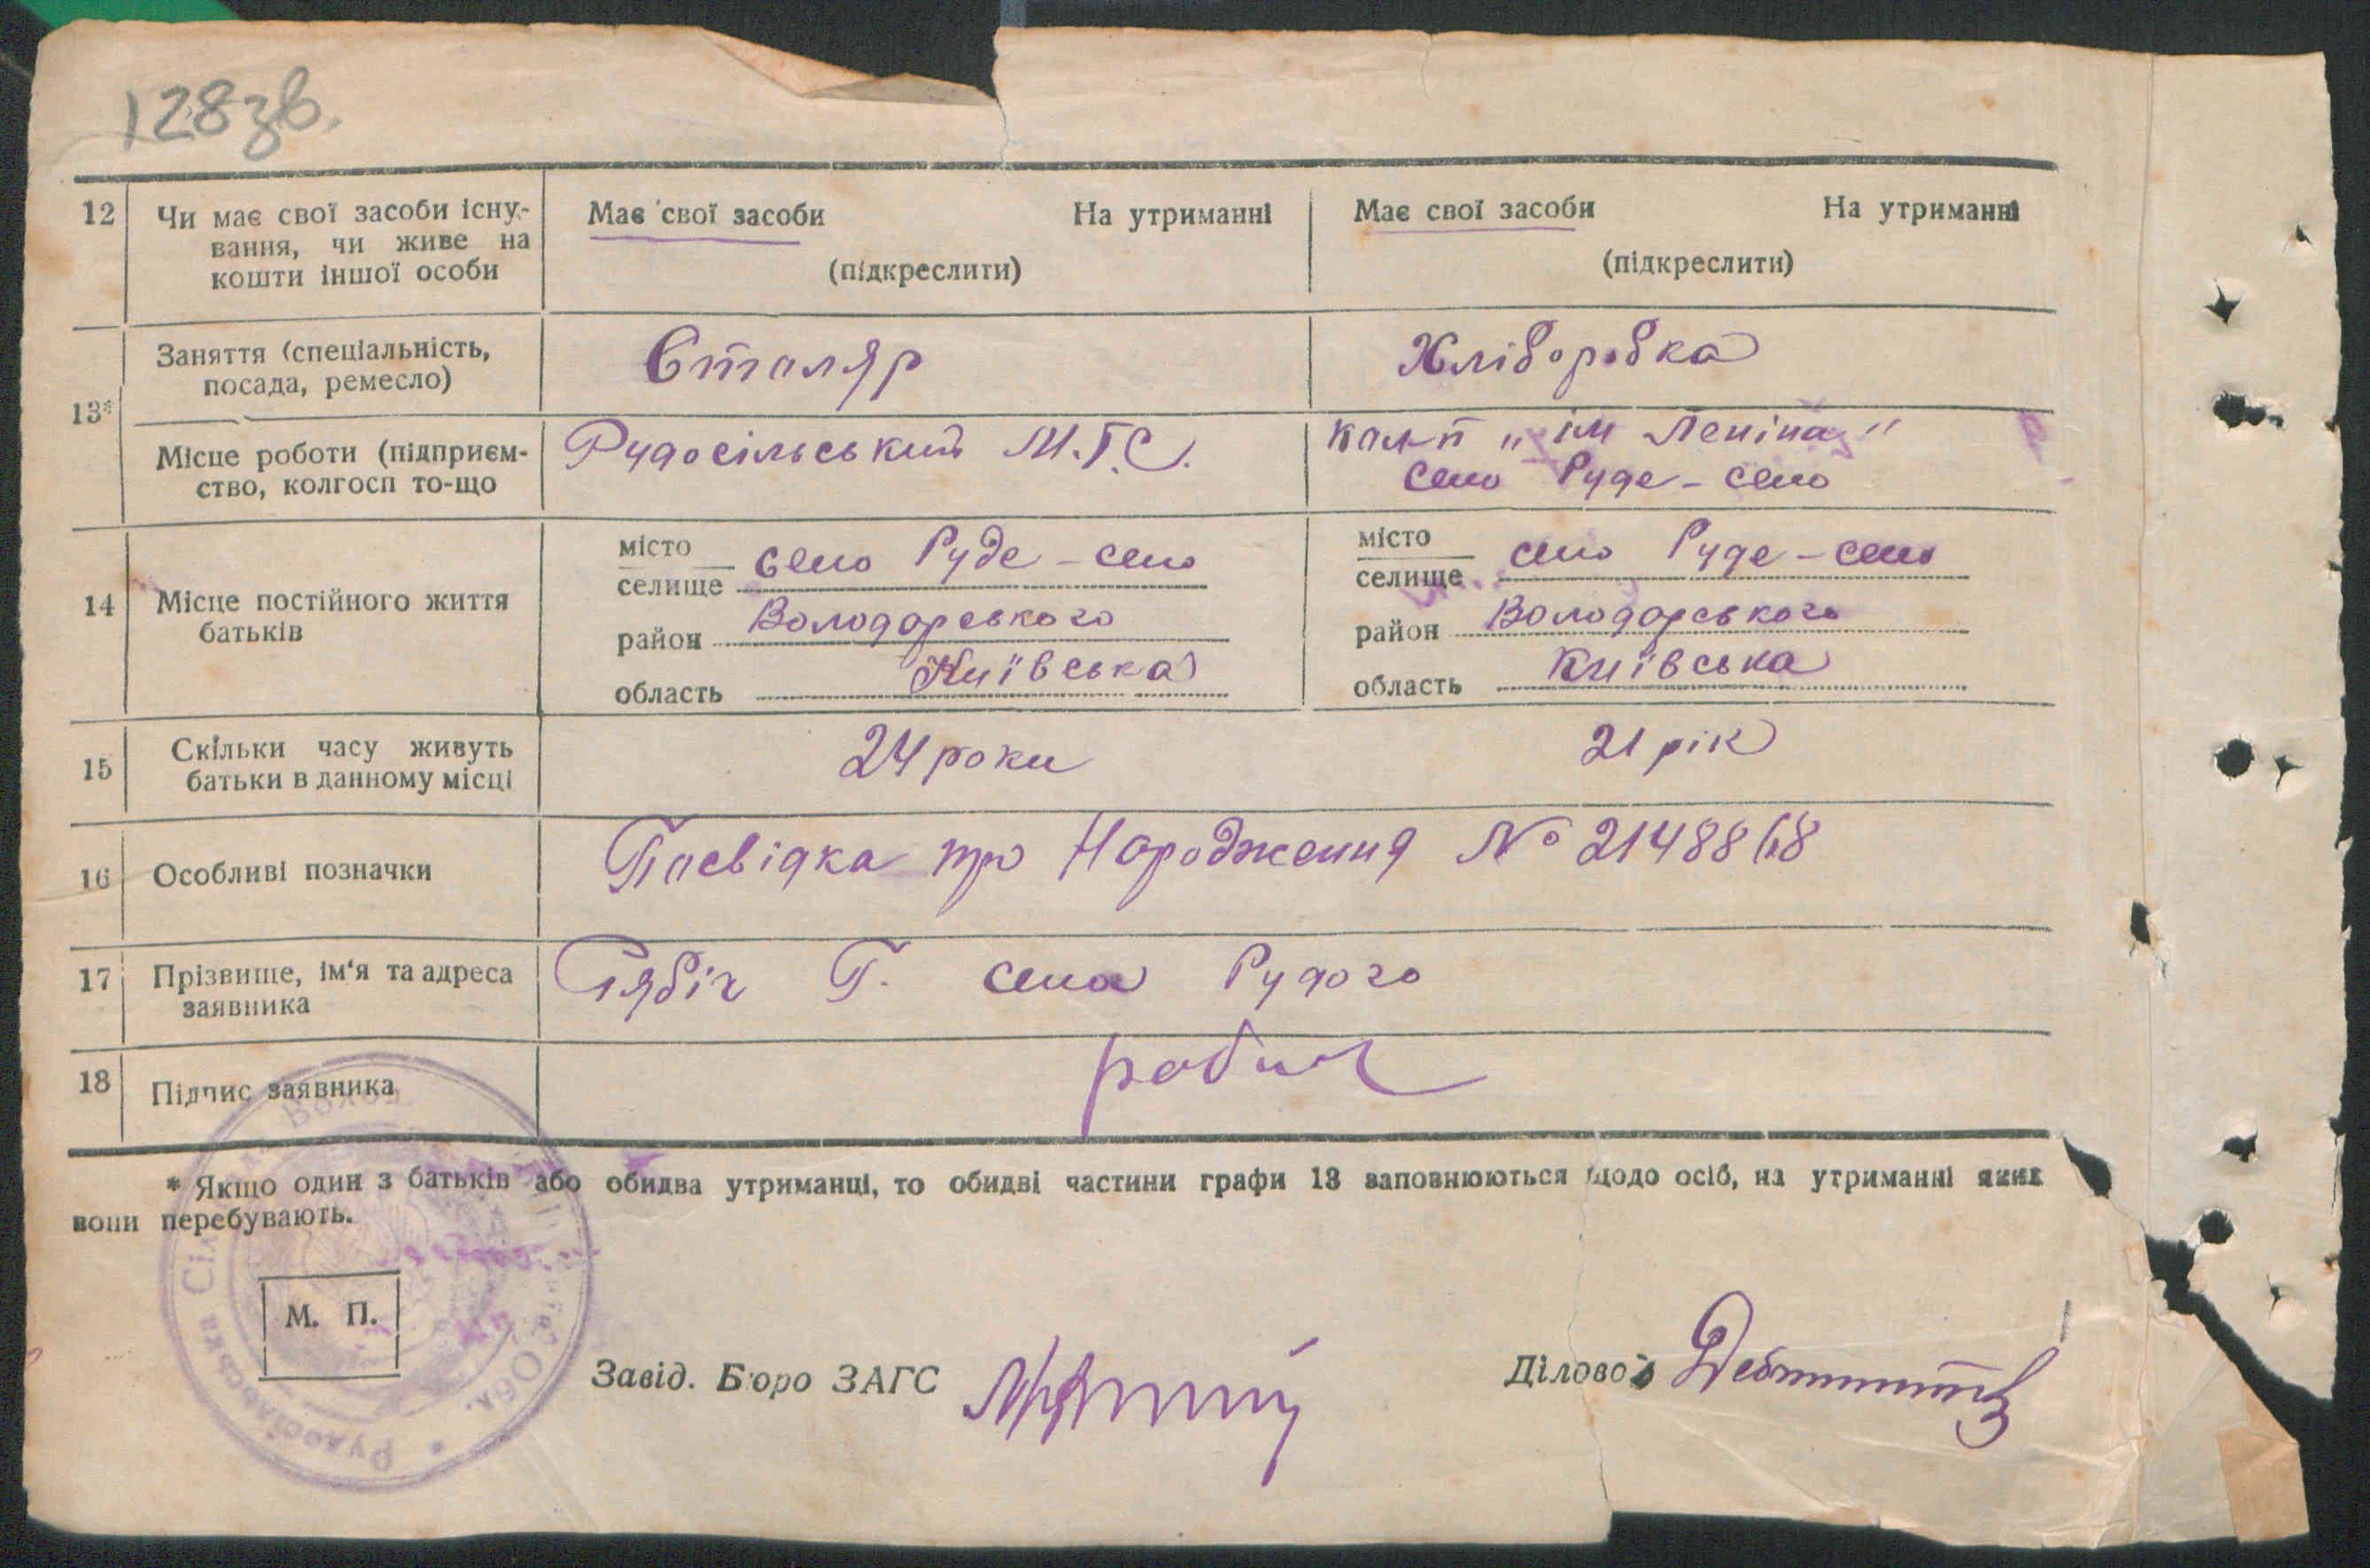 128зв.
12 Чи має свої засоби існу-
вання, чи живе на
кошти іншої особи
Має свої засоби На утриманні
(підкреслити)
Має свої засоби На утриманні
(підкреслити)
13*
Заняття (спеціальність,
посада, ремесло)
Столяр
Хліборобка
Місце роботи (підприєм-
ство, колгосп то-що
Рудосільський М.Т.С.
"ім Леніна"
село Руде-село
14 Місце постійного життя
батьків
місто
селище село Руде-село
район Володарського
область Київська
місто
селище село Руде-село
район Володарського
область Київська
15 Скільки часу живуть
батьки в данному місці
24 роки
21 рік
16 Особливі позначки
Посвідка про Народження № 2148868
17 Прізвище, ім'я та адреса
заявника
Рябіч Г. села Рудого
18 Підпис заявника
* Якщо один з батьків або обидва утриманці, то обидві частини графи 13 заповнюються щодо осіб, на утриманні яких
вони перебувають.
Рудосільська Обл.
М. П.
Завід. Бюро ЗАГС
Діловод